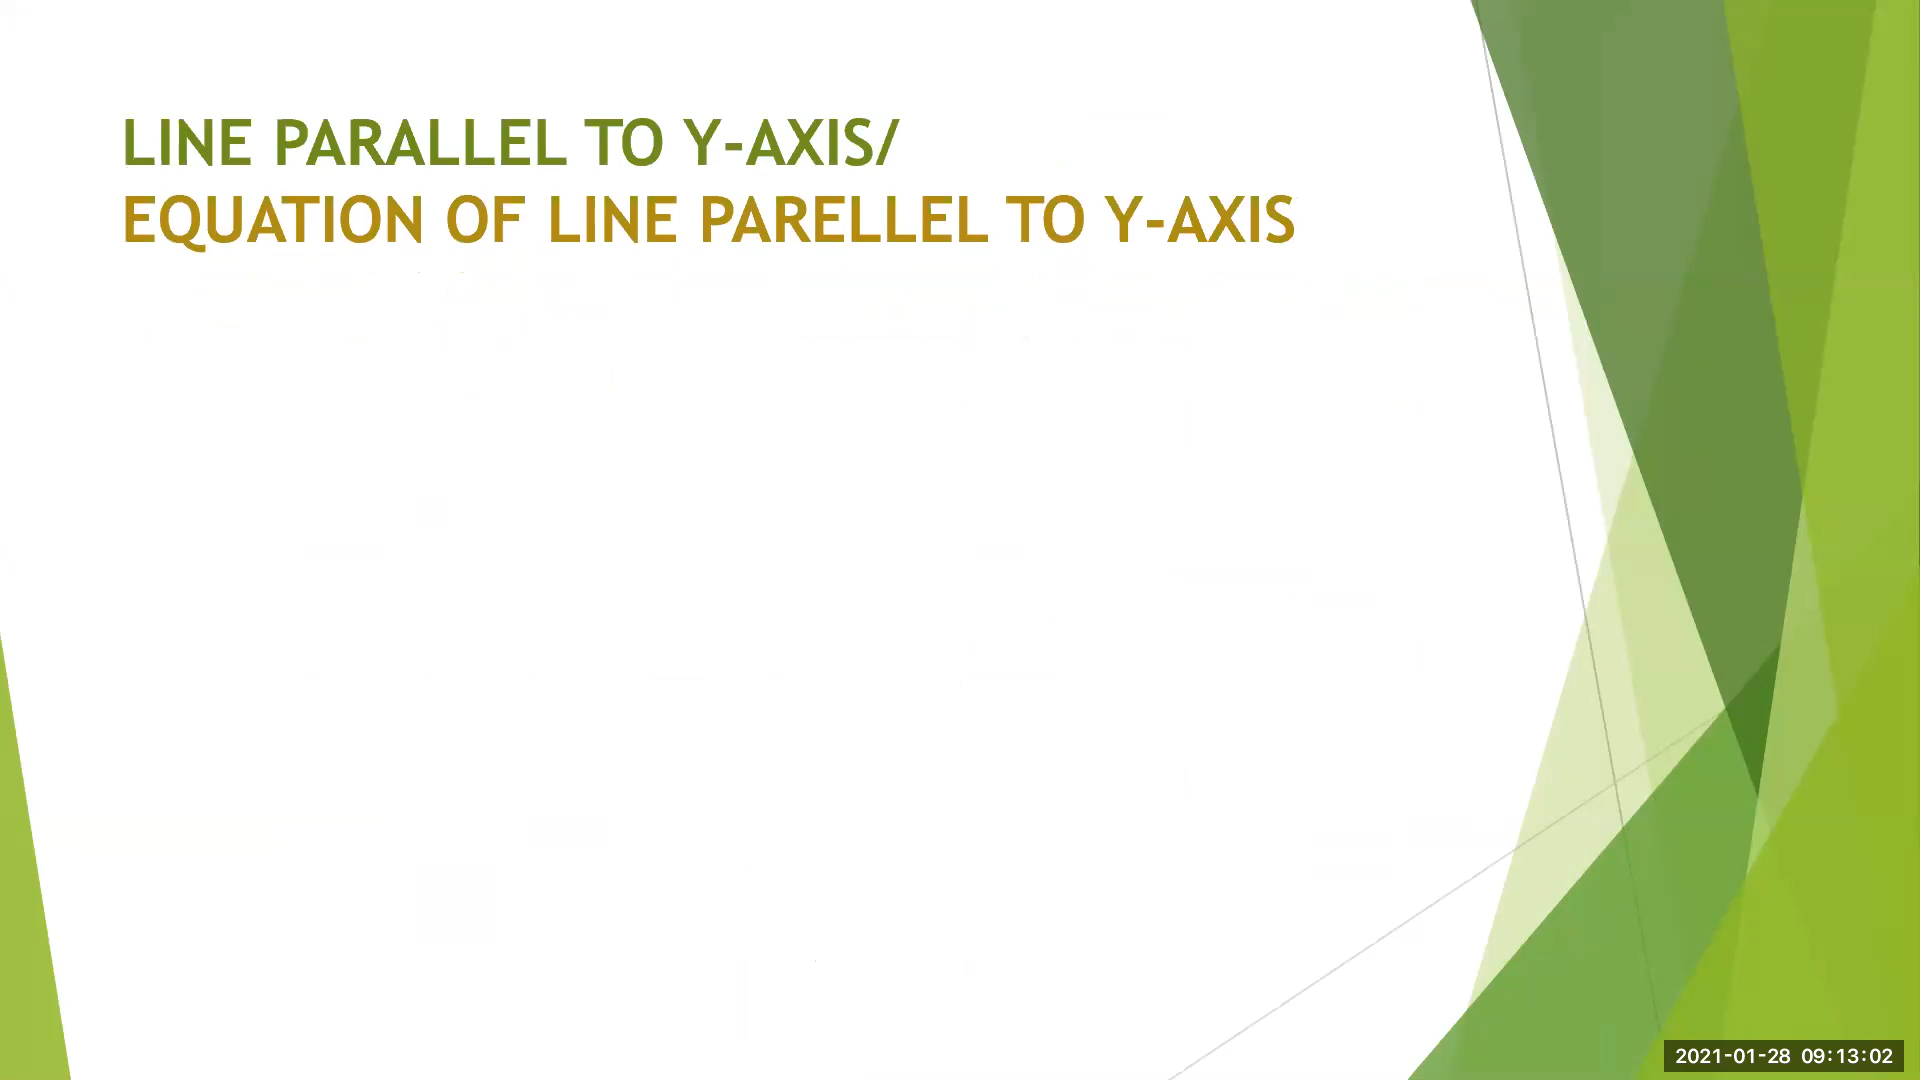 LINE PARALLEL TO Y-AXIS/
EQUATION OF LINE PARELLEL TO Y-AXIS
2021-01-28 09:13:02